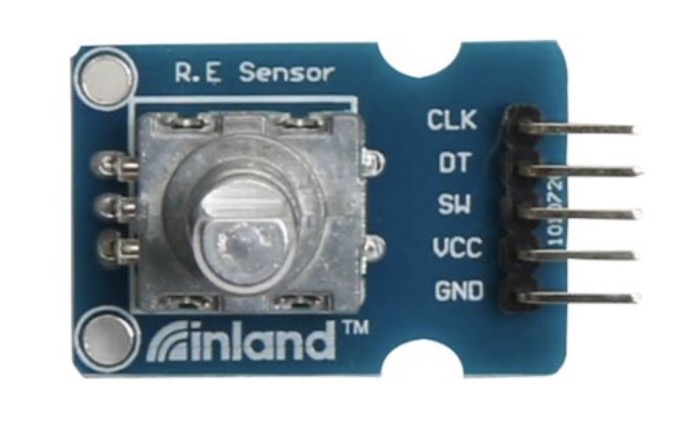 R.E Sensor
CLK
DT
SW
VCC
GND
inland™